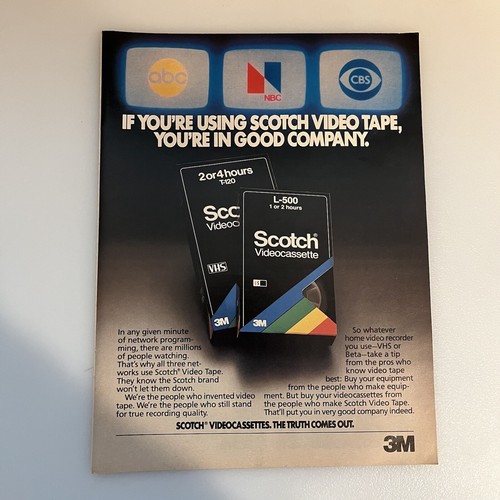 abc
NBC
CBS
IF YOU'RE USING SCOTCH VIDEO TAPE,
YOU'RE IN GOOD COMPANY.
2 or 4 hours
T-120
Sc
Videoc
VHS
3M
L-500
1 or 2 hours
Scotch®
Videocassette
3M
In any given minute
of network program-
ming, there are millions
of people watching.
That's why all three net-
works use Scotch® Video Tape.
They know the Scotch brand
won't let them down.
We're the people who invented video
tape. We're the people who still stand
for true recording quality.
So whatever
home video recorder
you use—VHS or
Beta—take a tip
from the pros who
know video tape
best: Buy your equipment
from the people who make equip-
ment. But buy your videocassettes from
the people who make Scotch Video Tape.
That'll put you in very good company indeed.
SCOTCH® VIDEOCASSETTES. THE TRUTH COMES OUT.
3M